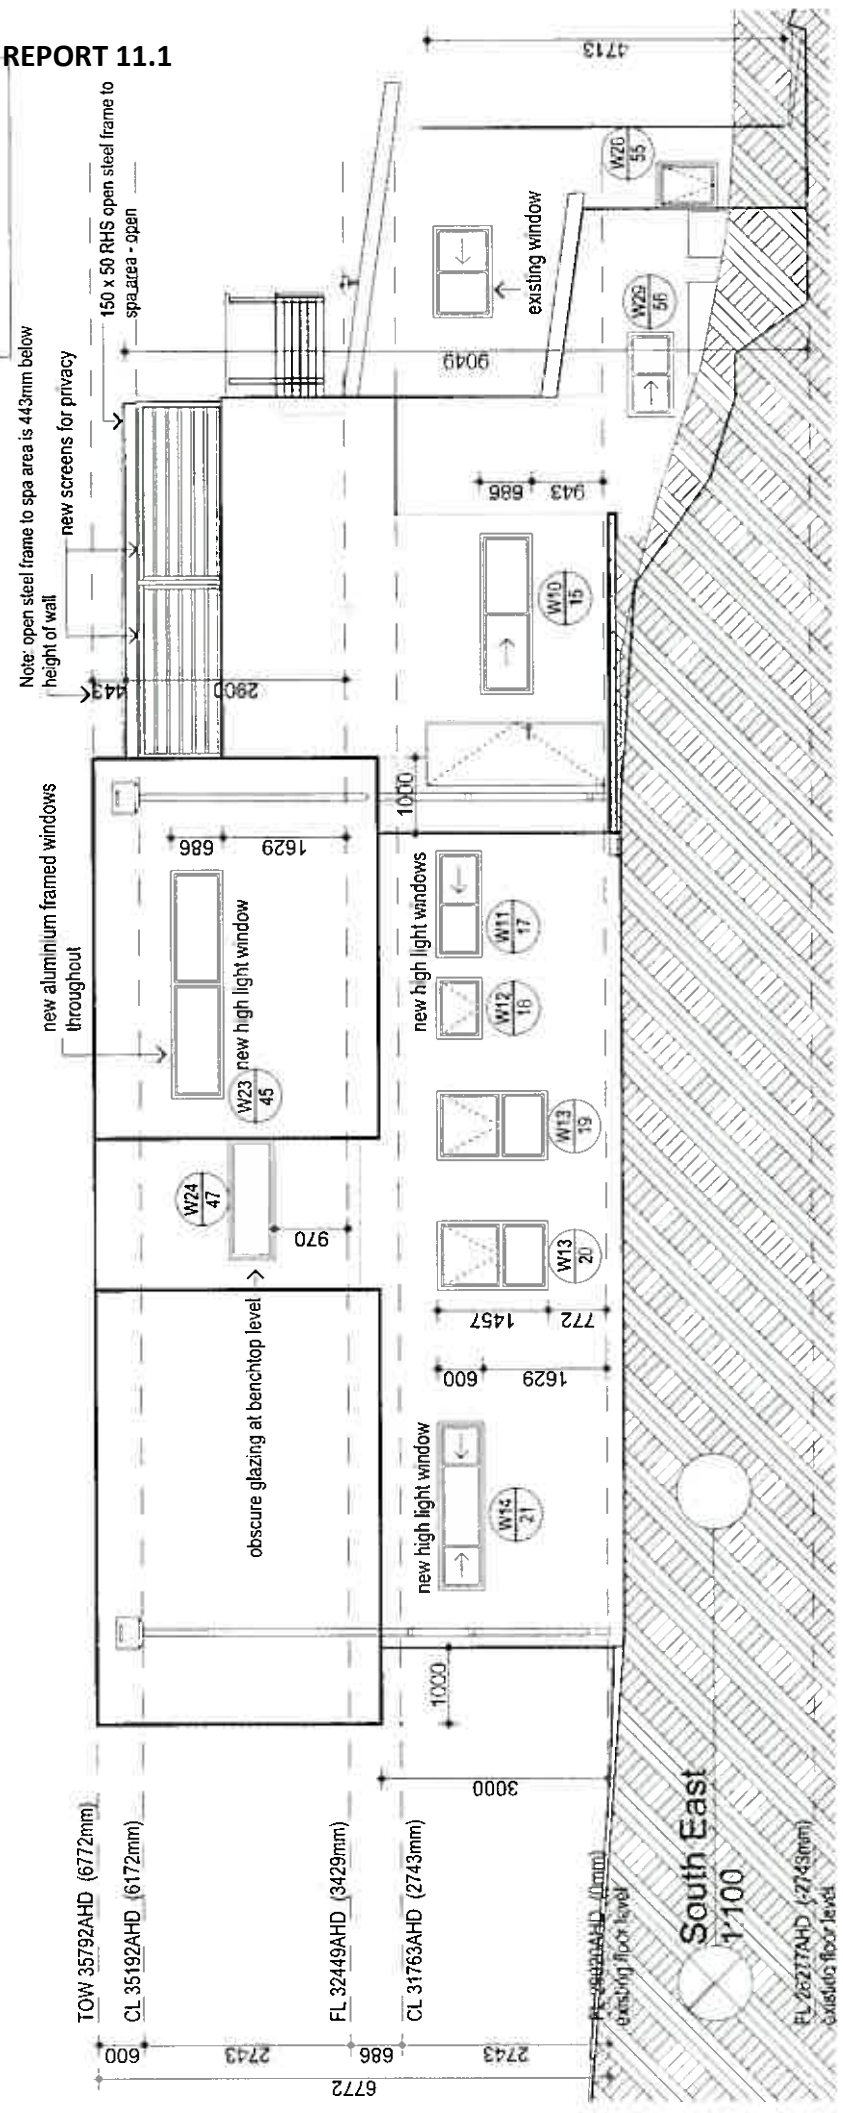 REPORT 11.1
Note: open steel frame to spa area is 443mm below
height of wall
new screens for privacy
150 x 50 RHS open steel frame to
spa area - open
new aluminium framed windows
throughout
443
2900
686
1629
new high light window
W23
45
W24
47
970
obscure glazing at benchtop level
1000
new high light windows
W11
17
W12
18
W13
19
W13
20
1457
772
600
1629
new high light window
W14
21
1000
3000
W10
15
686
943
9049
existing window
W29
56
W28
55
4713
TOW 35792AHD (6772mm)
CL 35192AHD (6172mm)
FL 32449AHD (3429mm)
CL 31763AHD (2743mm)
FL 29020AHD (0mm)
existing floor level
FL 26277AHD (-2743mm)
existing floor level
600
2743
686
2743
6772
South East
1:100